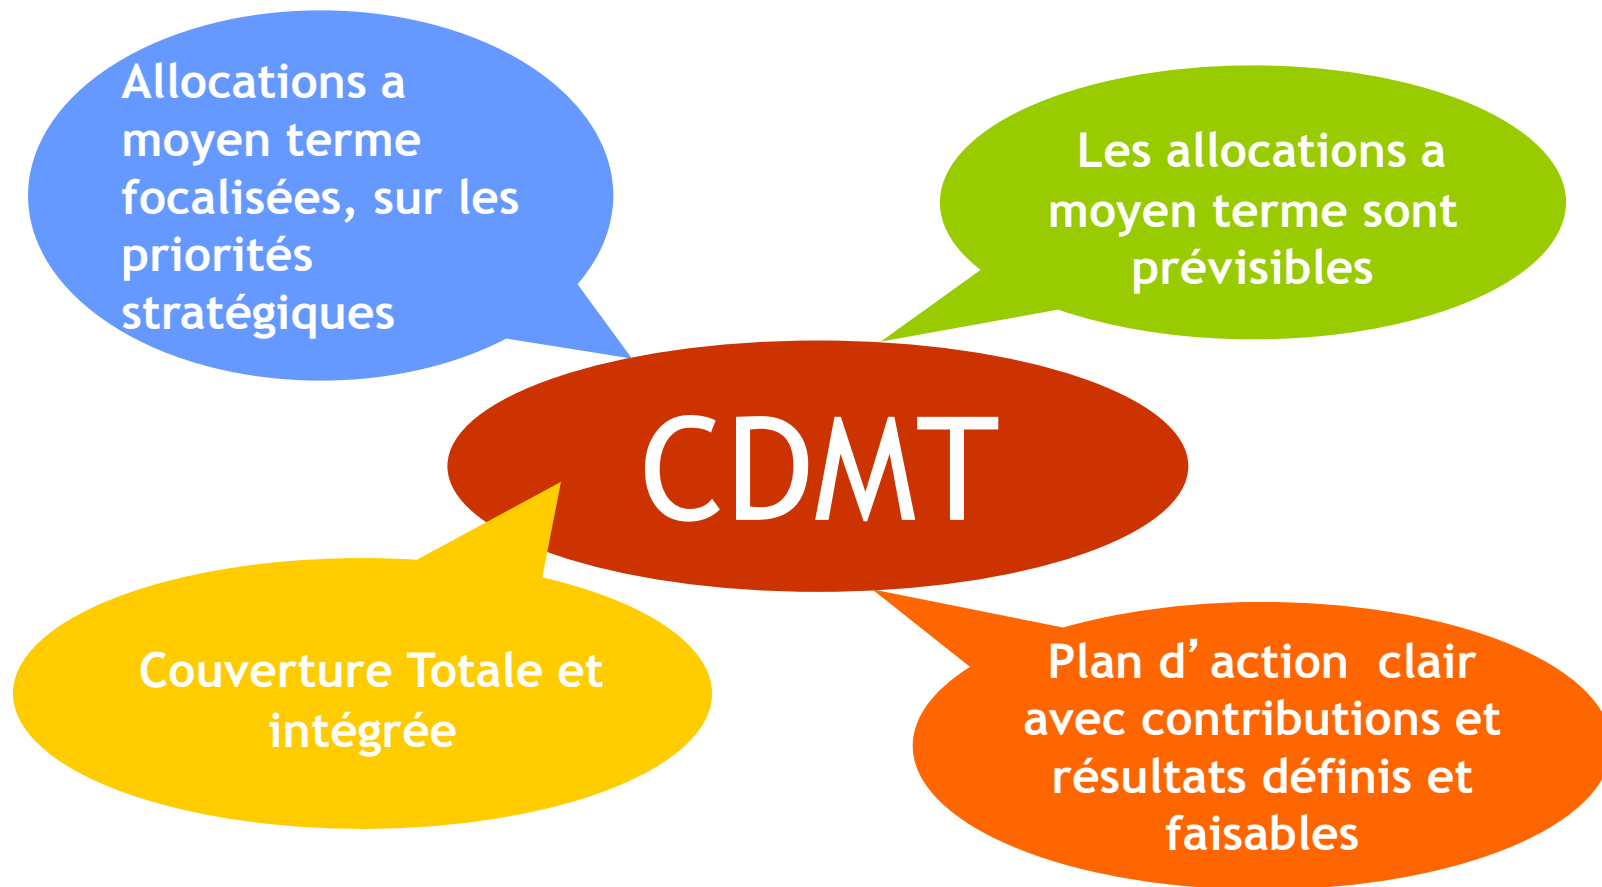 Allocations a
moyen terme
focalisées, sur les
priorités
stratégiques
Les allocations a
moyen terme sont
prévisibles
CDMT
Couverture Totale et
intégrée
Plan d’ action  clair
avec contributions et
résultats définis et
faisables